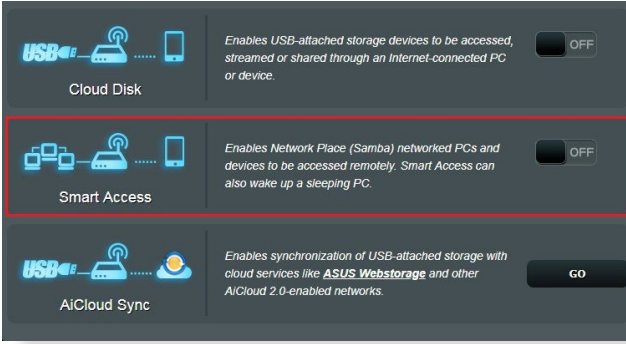 USB
Cloud Disk
Enables USB-attached storage devices to be accessed,
streamed or shared through an Internet-connected PC
or device.
OFF
Smart Access
Enables Network Place (Samba) networked PCs and
devices to be accessed remotely. Smart Access can
also wake up a sleeping PC.
OFF
USB
AiCloud Sync
Enables synchronization of USB-attached storage with
cloud services like ASUS Webstorage and other
AiCloud 2.0-enabled networks.
GO